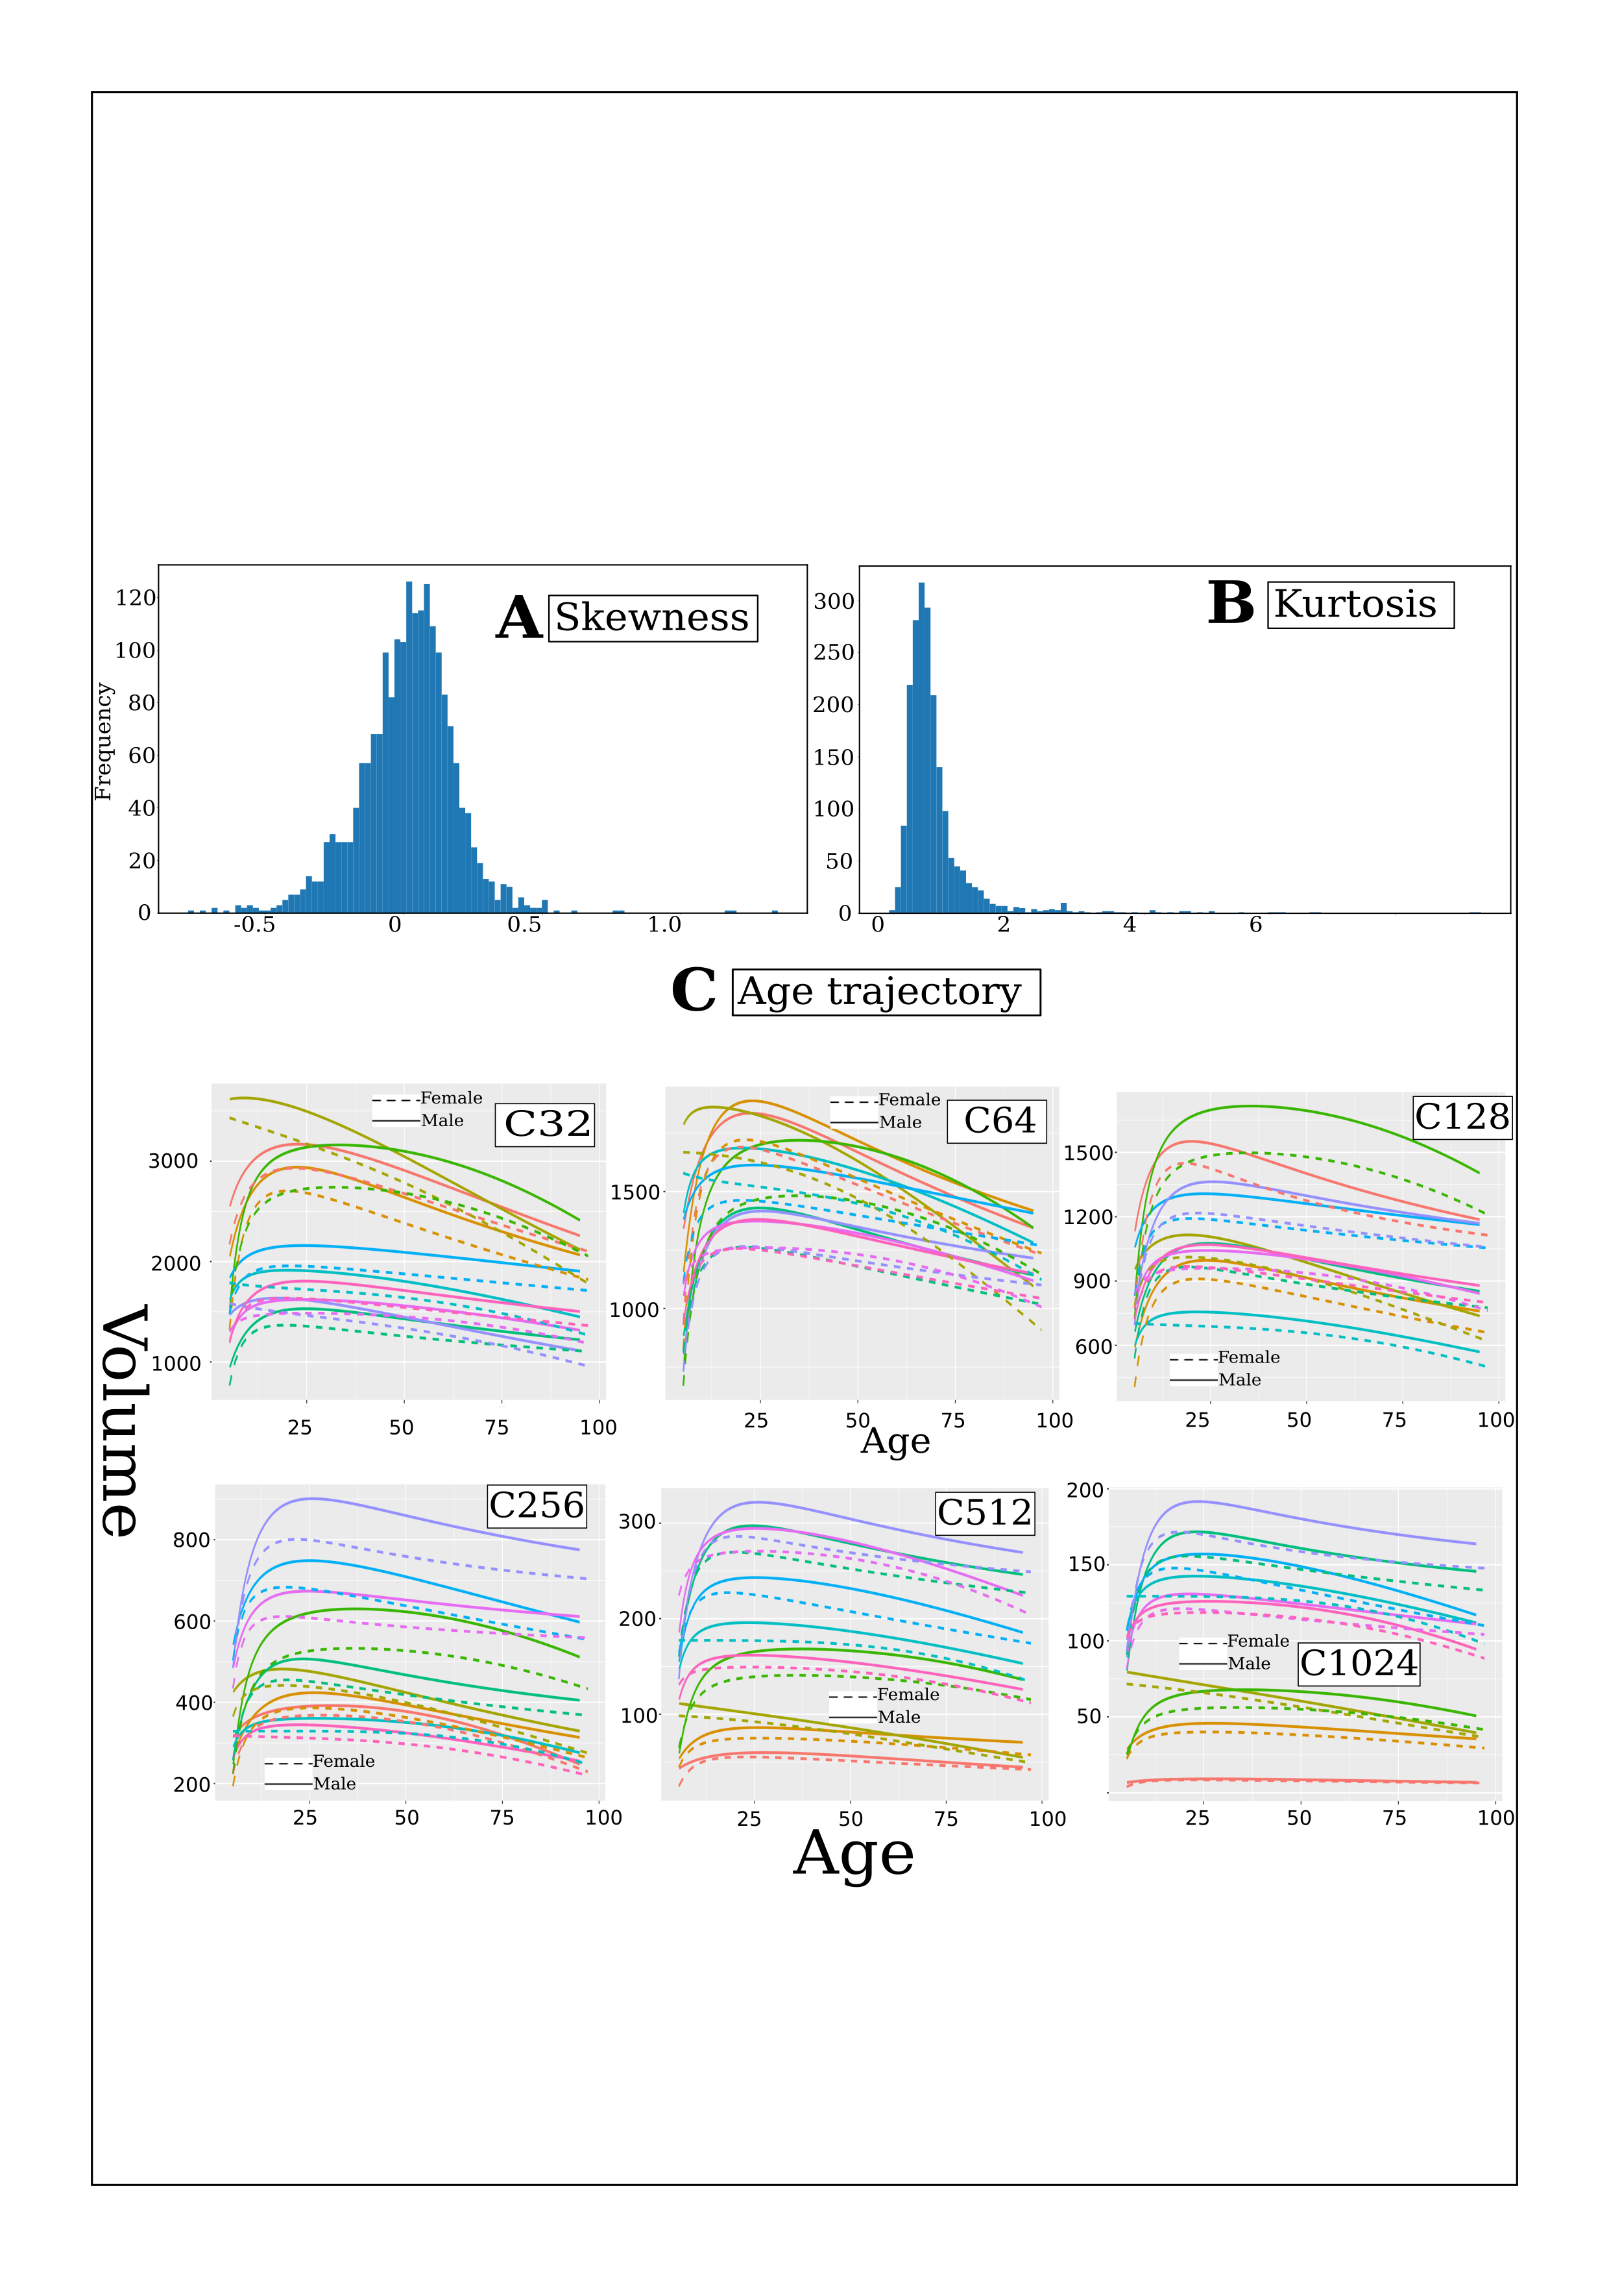 A Skewness
Frequency
120
100
80
60
40
20
0
-0.5 0 0.5 1.0
B Kurtosis
300
250
200
150
100
50
0
0 2 4 6
C Age trajectory
Volume
C32
Female
Male
3000
2000
1000
25 50 75 100
C64
Female
Male
1500
1000
25 50 75 100
Age
C128
1500
1200
900
600
Female
Male
25 50 75 100
C256
800
600
400
200
Female
Male
25 50 75 100
C512
300
200
100
Female
Male
25 50 75 100
200
150
100
50
Female
Male
C1024
25 50 75 100
Age